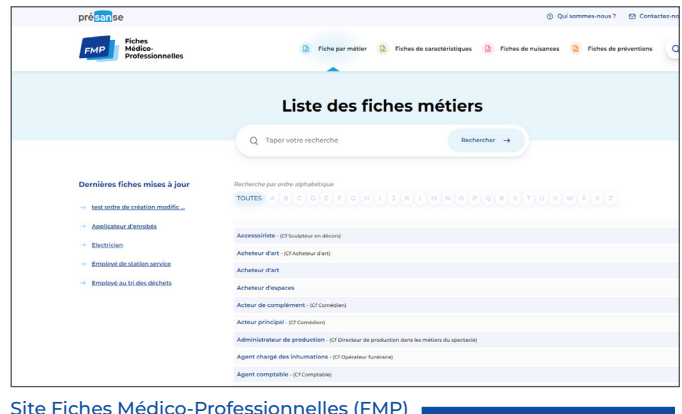 présanse
Qui sommes-nous ?
Contactez-no
FMP
Fiches
Médico-
Professionnelles
Fiche par métier
Fiches de caractéristiques
Fiches de nuisances
Fiches de préventions
Liste des fiches métiers
Taper votre recherche
Rechercher →
Dernières fiches mises à jour
→ test ordre de création modific ...
→ Applicateur d'enrobés
→ Electricien
→ Employé de station service
→ Employé au tri des déchets
Recherche par ordre alphabétique
TOUTES A B C D E F G H I J K L M N O P Q R S T U V W X Y Z
Accessoiriste - (Cf Sculpteur en décors)
Acheteur d'art - (Cf Acheteur d'art)
Acheteur d'art
Acheteur d'espaces
Acteur de complément - (Cf Comédien)
Acteur principal - (Cf Comédien)
Administrateur de production - (Cf Directeur de production dans les métiers du spectacle)
Agent chargé des inhumations - (Cf Opérateur funéraire)
Agent comptable - (Cf Comptable)
Site Fiches Médico-Professionnelles (FMP)